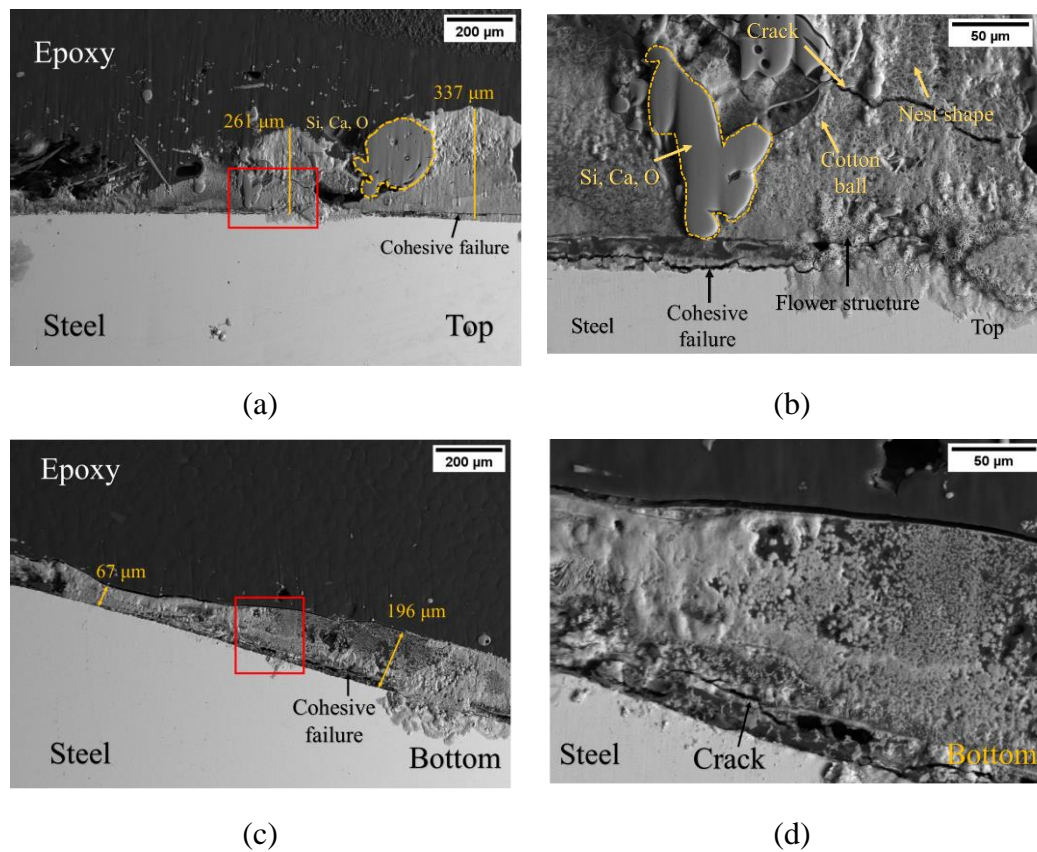 200 μm
Epoxy
337 μm
261 μm
Si, Ca, O
Cohesive failure
Steel
Top
(a)
50 μm
Crack
Nest shape
Cotton
ball
Si, Ca, O
Flower structure
Cohesive
failure
Steel
Top
(b)
200 μm
Epoxy
67 μm
196 μm
Cohesive
failure
Steel
Bottom
(c)
50 μm
Steel
Crack
Bottom
(d)